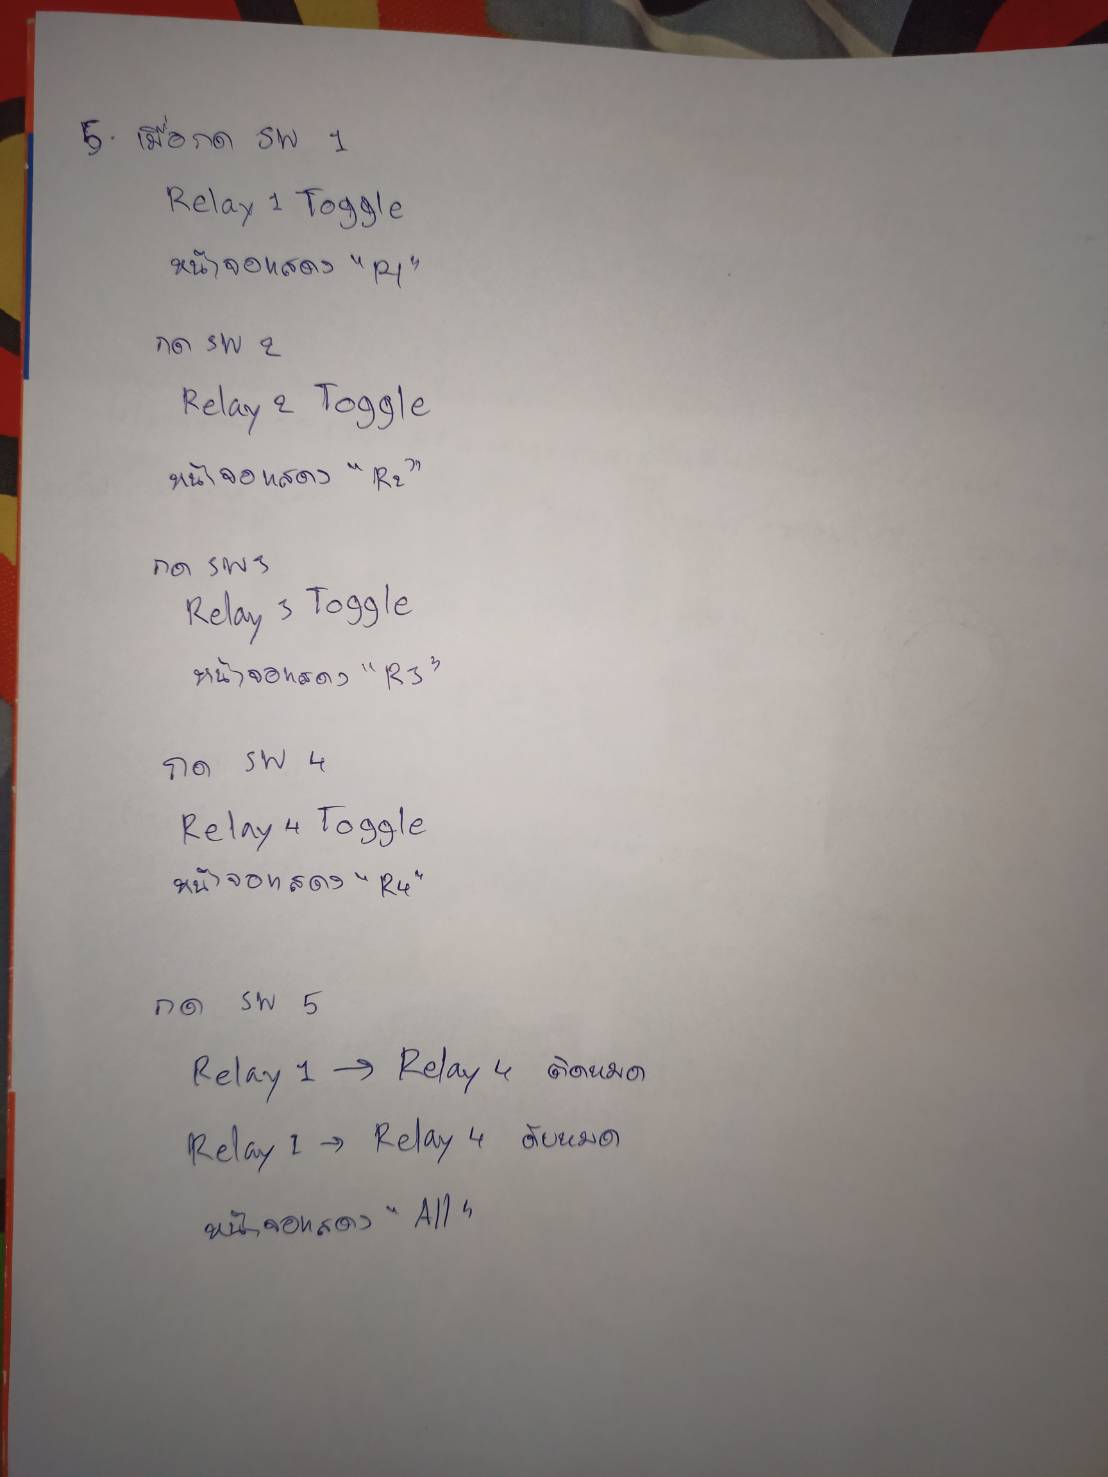 5. เมื่อกด SW 1
Relay 1 Toggle
หน้าจอแสดง "R1"
กด SW 2
Relay 2 Toggle
หน้าจอแสดง "R2"
กด SW3
Relay 3 Toggle
หน้าจอแสดง "R3"
กด SW 4
Relay 4 Toggle
หน้าจอแสดง "R4"
กด SW 5
Relay 1 → Relay 4 ติดหมด
Relay 1 → Relay 4 ดับหมด
หน้าจอแสดง "All"